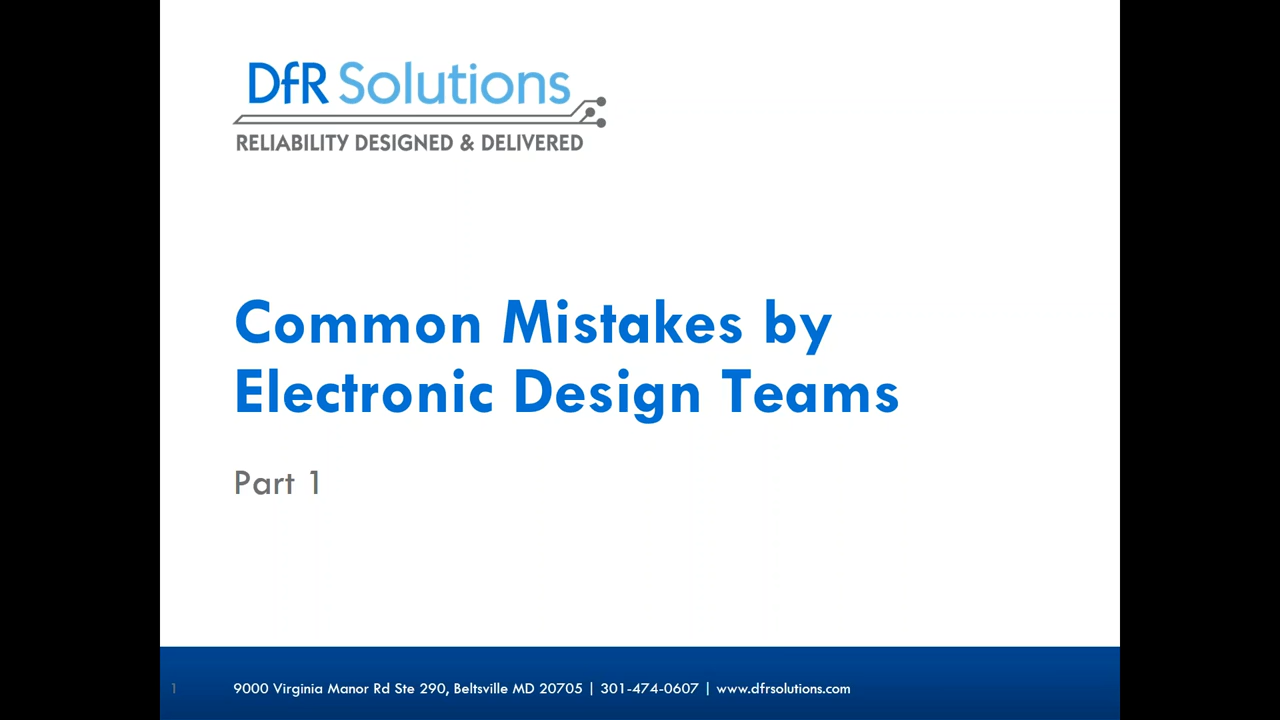 DfR Solutions
RELIABILITY DESIGNED & DELIVERED
Common Mistakes by
Electronic Design Teams
Part 1
1
9000 Virginia Manor Rd Ste 290, Beltsville MD 20705 | 301-474-0607 | www.dfrsolutions.com